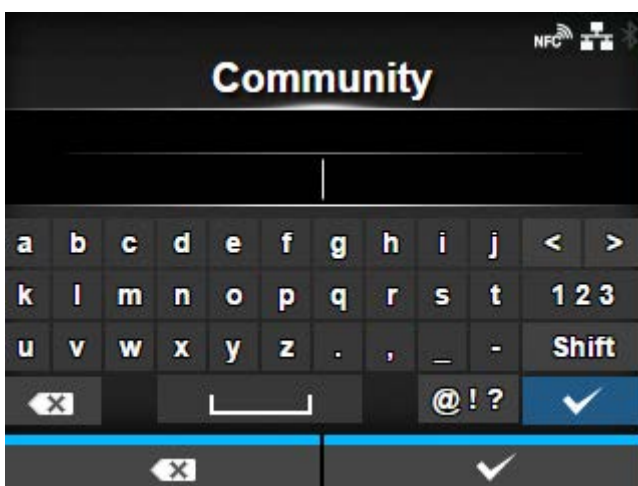 NFC
Community
a b c d e f g h i j < >
k l m n o p q r s t 1 2 3
u v w x y z . , _ - Shift
@ ! ?